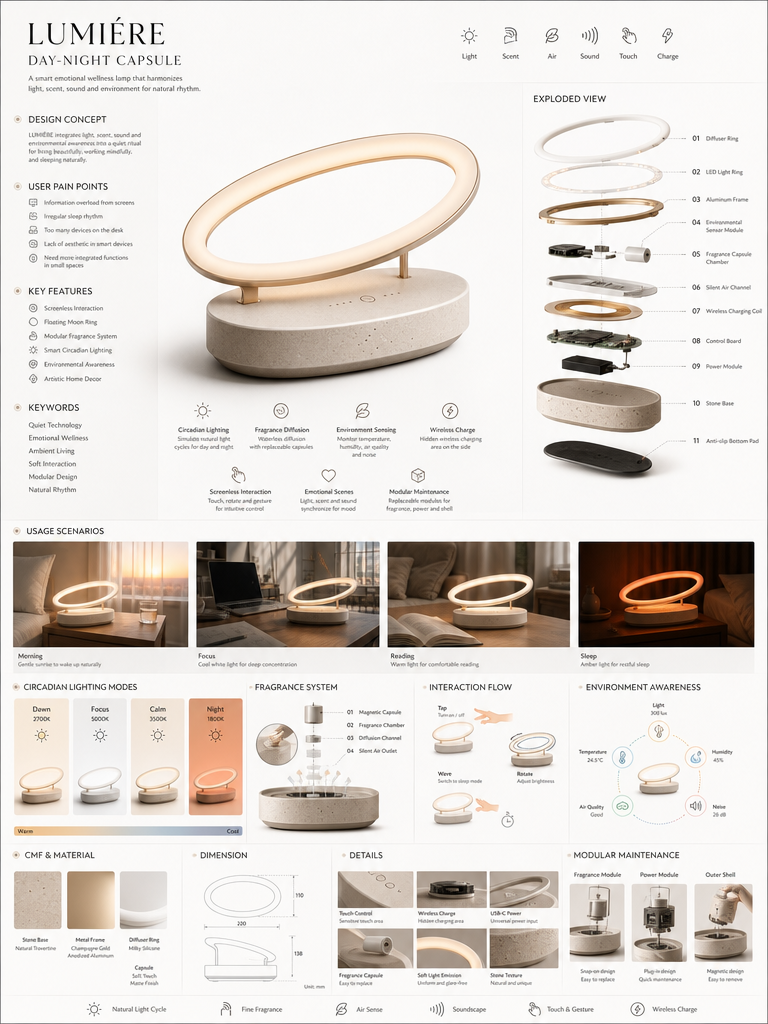 LUMIÉRE
DAY-NIGHT CAPSULE
A smart emotional wellness lamp that harmonizes
light, scent, sound and environment for natural rhythm.
Light
Scent
Air
Sound
Touch
Charge
DESIGN CONCEPT
LUMIÉRE integrates light, scent, sound and
environmental awareness into a quiet ritual
for living beautifully, working mindfully,
and sleeping naturally.
USER PAIN POINTS
Information overload from screens
Irregular sleep rhythm
Too many devices on the desk
Lack of aesthetic in smart devices
Need more integrated functions
in small spaces
KEY FEATURES
Screenless Interaction
Floating Moon Ring
Modular Fragrance System
Smart Circadian Lighting
Environmental Awareness
Artistic Home Decor
KEYWORDS
Quiet Technology
Emotional Wellness
Ambient Living
Soft Interaction
Modular Design
Natural Rhythm
Circadian Lighting
Simulate natural light
cycles for day and night
Fragrance Diffusion
Waterless diffusion
with replaceable capsules
Environment Sensing
Monitor temperature,
humidity, air quality
and noise
Wireless Charge
Hidden wireless charging
area on the stone
Screenless Interaction
Touch, rotate and gesture
for intuitive control
Emotional Scenes
Light, scent and sound
synchronize for mood
Modular Maintenance
Replaceable modules for
fragrance, power and shell
EXPLODED VIEW
01 Diffuser Ring
02 LED Light Ring
03 Aluminum Frame
04 Environmental
Sensor Module
05 Fragrance Capsule
Chamber
06 Silent Air Channel
07 Wireless Charging Coil
08 Control Board
09 Power Module
10 Stone Base
11 Anti-slip Bottom Pad
USAGE SCENARIOS
Morning
Gentle sunrise to wake up naturally
Focus
Cool white light for deep concentration
Reading
Warm light for comfortable reading
Sleep
Amber light for restful sleep
CIRCADIAN LIGHTING MODES
Dawn
2700K
Focus
5000K
Calm
3500K
Night
1800K
Warm
Cool
FRAGRANCE SYSTEM
01 Magnetic Capsule
02 Fragrance Chamber
03 Diffusion Channel
04 Silent Air Outlet
INTERACTION FLOW
Tap
Turn on / off
Wave
Switch to sleep mode
Rotate
Adjust brightness
ENVIRONMENT AWARENESS
Light
300 lux
Temperature
24.5°C
Humidity
45%
Air Quality
Good
Noise
26 dB
CMF & MATERIAL
Stone Base
Natural Travertine
Metal Frame
Champagne Gold
Anodized Aluminum
Diffuser Ring
Milky Silicone
Capsule
Soft Touch
Matte Finish
DIMENSION
110
220
138
Unit: mm
DETAILS
Touch Control
Sensitive touch area
Wireless Charge
Hidden charging area
USB-C Power
Universal power input
Fragrance Capsule
Easy to replace
Soft Light Emission
Uniform and glare-free
Stone Texture
Natural and unique
MODULAR MAINTENANCE
Fragrance Module
Power Module
Outer Shell
Snap-on design
Easy to replace
Plug-in design
Quick maintenance
Magnetic design
Easy to remove
Natural Light Cycle
Fine Fragrance
Air Sense
Soundscape
Touch & Gesture
Wireless Charge